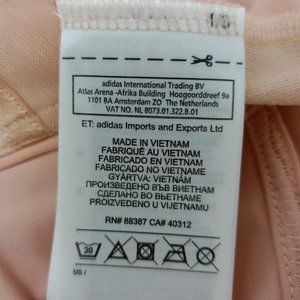 adidas International Trading BV
Atlas Arena -Afrika Building Hoogoorddreef 9a
1101 BA Amsterdam ZO The Netherlands
VAT NO. NL 8073.01.322.B.01
ET: adidas Imports and Exports Ltd
MADE IN VIETNAM
FABRIQUÉ AU VIETNAM
FABRICADO EN VIETNAM
FABRICADO NO VIETNAME
GYÁRTVA: VIETNÁM
ПРОИЗВЕДЕНО ВЪВ ВИЕТНАМ
СДЕЛАНО ВО ВЬЕТНАМЕ
PROIZVEDENO U VIJETNAMU
RN# 88387 CA# 40312
30
US /